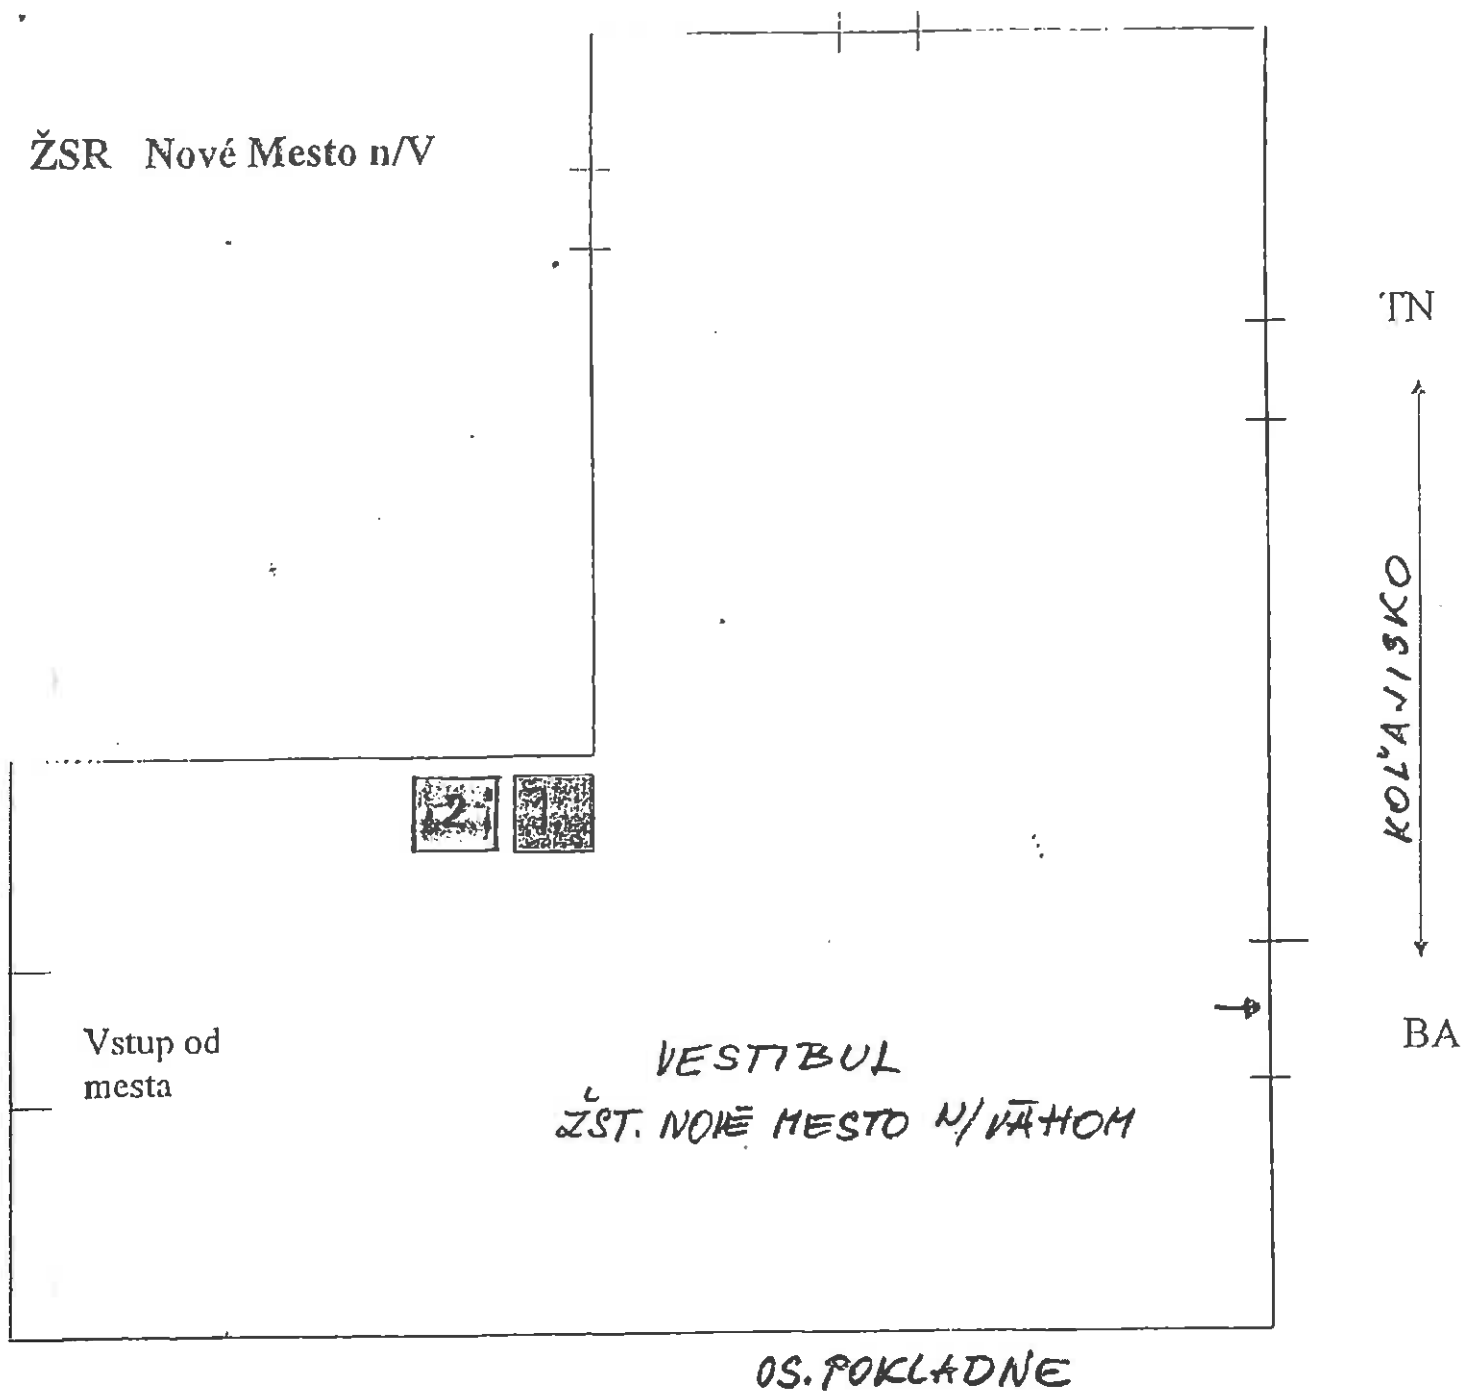 ŽSR Nové Mesto n/V
TN
KOĽAJISKO
2
1
BA
Vstup od
mesta
VESTIBUL
ŽST. NOVÉ MESTO N/VÁHOM
OS. POKLADNE